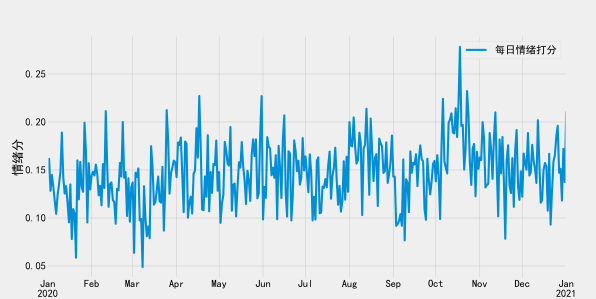 每日情绪打分
情绪分
0.25
0.20
0.15
0.10
0.05
Jan Feb Mar Apr May Jun Jul Aug Sep Oct Nov Dec Jan
2020 2021